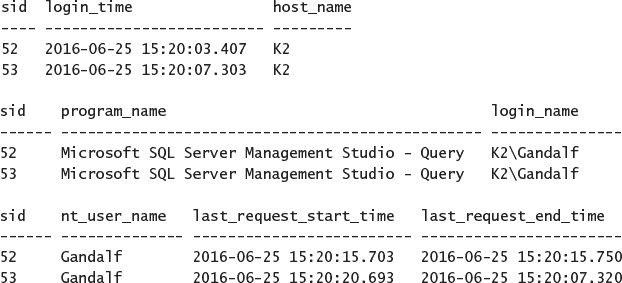 sid login_time host_name
---- ------------------------- ---------
52 2016-06-25 15:20:03.407 K2
53 2016-06-25 15:20:07.303 K2
sid program_name login_name
------ ------------------------------------------------ ---------------
52 Microsoft SQL Server Management Studio - Query K2\Gandalf
53 Microsoft SQL Server Management Studio - Query K2\Gandalf
sid nt_user_name last_request_start_time last_request_end_time
------ -------------- ------------------------- -----------------------
52 Gandalf 2016-06-25 15:20:15.703 2016-06-25 15:20:15.750
53 Gandalf 2016-06-25 15:20:20.693 2016-06-25 15:20:07.320